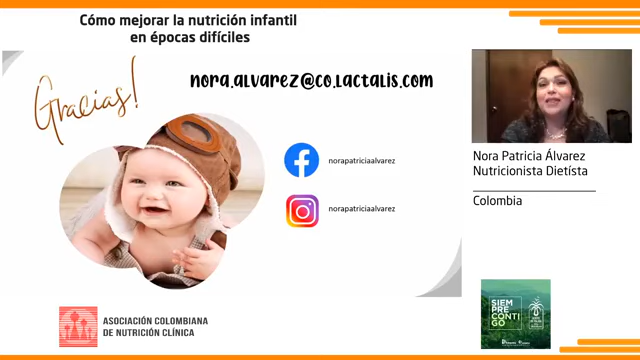 Cómo mejorar la nutrición infantil
en épocas difíciles
Gracias!
nora.alvarez@co.lactalis.com
norapatriciaalvarez
norapatriciaalvarez
Nora Patricia Álvarez
Nutricionista Dietísta
Colombia
ASOCIACIÓN COLOMBIANA
DE NUTRICIÓN CLÍNICA
SIEM
PRE
CONTI
GO